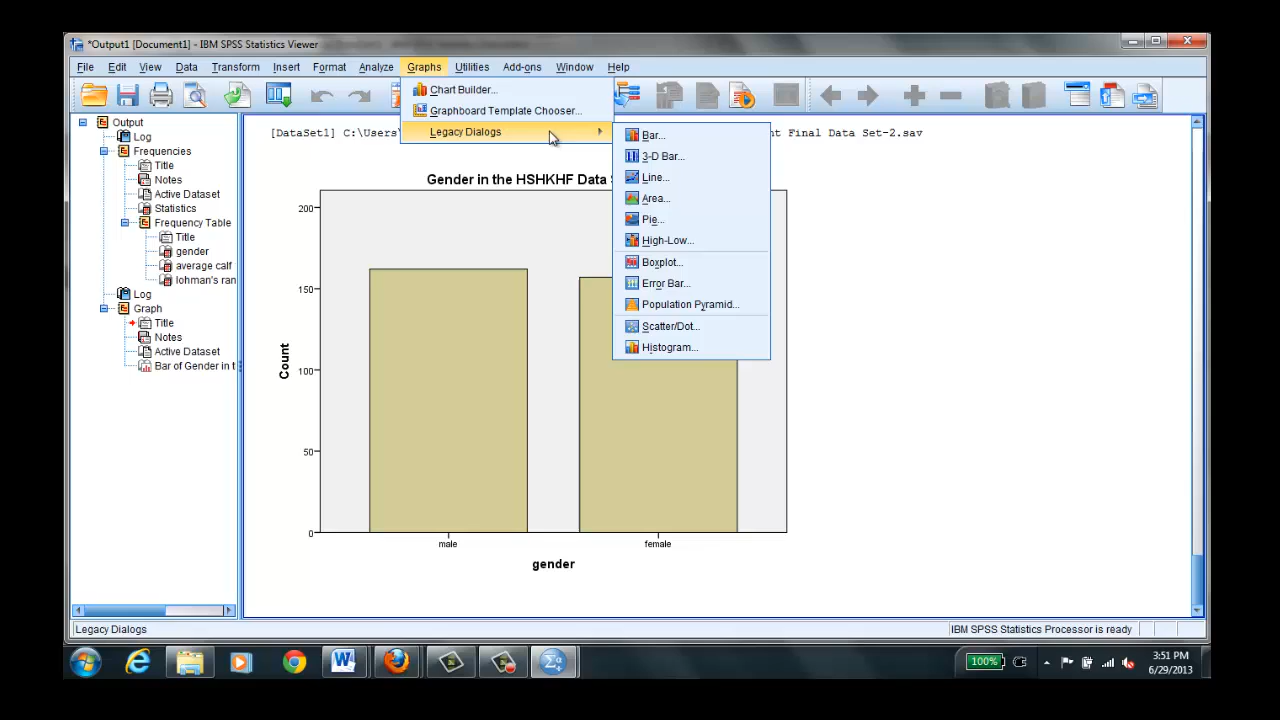 *Output1 [Document1] - IBM SPSS Statistics Viewer
File Edit View Data Transform Insert Format Analyze Graphs Utilities Add-ons Window Help
Chart Builder...
Graphboard Template Chooser...
Legacy Dialogs
Bar...
3-D Bar...
Line...
Area...
Pie...
High-Low...
Boxplot...
Error Bar...
Population Pyramid...
Scatter/Dot...
Histogram...
Output
Log
Frequencies
Title
Notes
Active Dataset
Statistics
Frequency Table
Title
gender
average calf
lohman's ran
Log
Graph
Title
Notes
Active Dataset
Bar of Gender in t
[DataSet1] C:\Users\ nt Final Data Set-2.sav
Gender in the HSHKHF Data
200
150
100
50
0
Count
male female
gender
Legacy Dialogs
IBM SPSS Statistics Processor is ready
100%
3:51 PM
6/29/2013